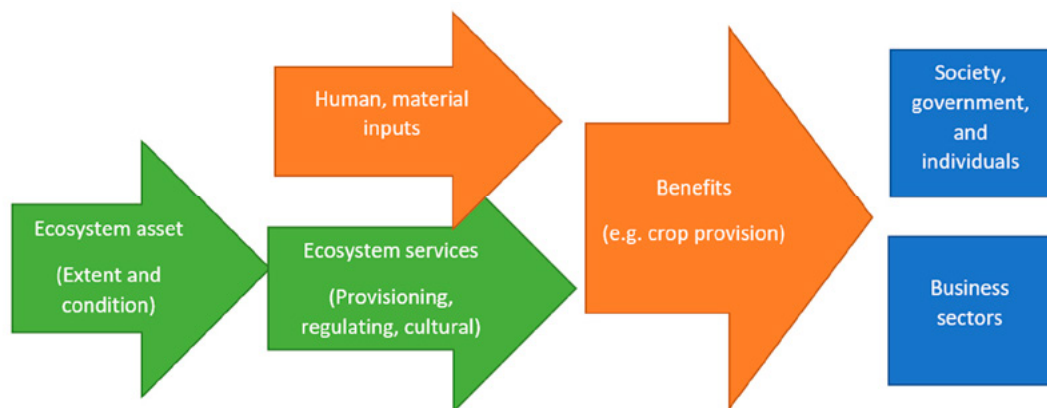 Human, material
inputs
Society,
government,
and
individuals
Ecosystem asset
(Extent and
condition)
Ecosystem services
(Provisioning,
regulating, cultural)
Benefits
(e.g. crop provision)
Business
sectors